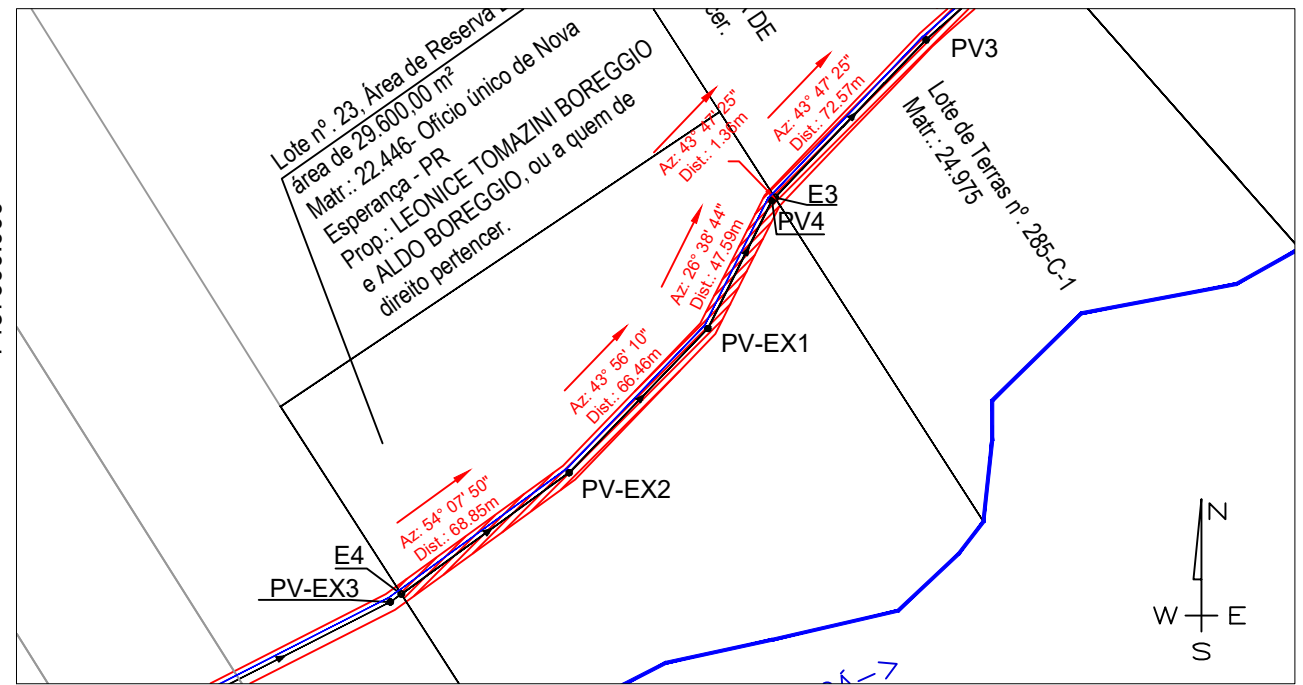 Lote nº. 23, Área de Reserva
área de 29.600,00 m²
Matr.: 22.446- Ofício único de Nova
Esperança - PR
Prop.: LEONICE TOMAZINI BOREGGIO
e ALDO BOREGGIO, ou a quem de
direito pertencer.
DE
cer.
PV3
Az: 43° 47' 25"
Dist.: 72.57m
Lote de Terras nº. 285-C-1
Matr.: 24.975
Az: 43° 47' 25"
Dist.: 1.36m
E3
PV4
Az: 26° 38' 44"
Dist.: 47.59m
PV-EX1
Az: 43° 56' 10"
Dist.: 66.46m
PV-EX2
Az: 54° 07' 50"
Dist.: 68.85m
E4
PV-EX3
N
W
E
S